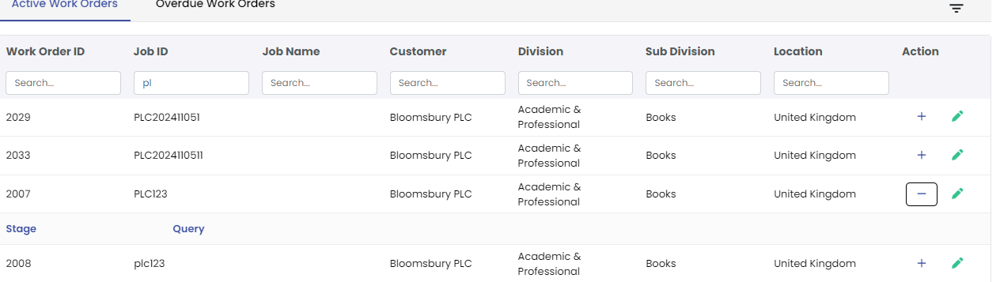 Active Work Orders Overdue Work Orders
Work Order ID Job ID Job Name Customer Division Sub Division Location Action
Search... pl Search... Search... Search... Search... Search...
2029 PLC202411051 Bloomsbury PLC Academic & Professional Books United Kingdom
2033 PLC2024110511 Bloomsbury PLC Academic & Professional Books United Kingdom
2007 PLC123 Bloomsbury PLC Academic & Professional Books United Kingdom
Stage Query
2008 plc123 Bloomsbury PLC Academic & Professional Books United Kingdom